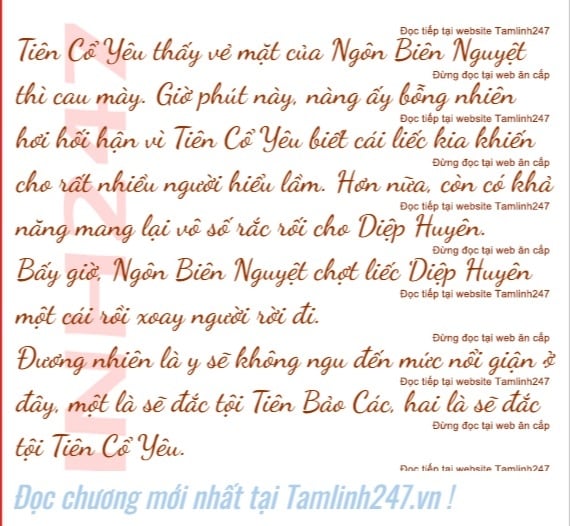 Đọc tiếp tại website Tamlinh247
Tiên Cổ Yêu thấy vẻ mặt của Ngôn Biên Nguyệt
Đừng đọc tại web ăn cắp
thì cau mày. Giờ phút này, nàng ấy bỗng nhiên
Đọc tiếp tại website Tamlinh247
hơi hối hận vì Tiên Cổ Yêu biết cái liếc kia khiến
Đừng đọc tại web ăn cắp
cho rất nhiều người hiểu lầm. Hơn nữa, còn có khả
Đọc tiếp tại website Tamlinh247
năng mang lại vô số rắc rối cho Diệp Huyên.
Đừng đọc tại web ăn cắp
Bấy giờ, Ngôn Biên Nguyệt chợt liếc Diệp Huyên
Đọc tiếp tại website Tamlinh247
một cái rồi xoay người rời đi.
Đừng đọc tại web ăn cắp
Đương nhiên là y sẽ không ngu đến mức nổi giận ở
Đọc tiếp tại website Tamlinh247
đây, một là sẽ đắc tội Tiên Bảo Các, hai là sẽ đắc
Đừng đọc tại web ăn cắp
tội Tiên Cổ Yêu.
Đọc tiếp tại website Tamlinh247
Đọc chương mới nhất tại Tamlinh247.vn !
INH247